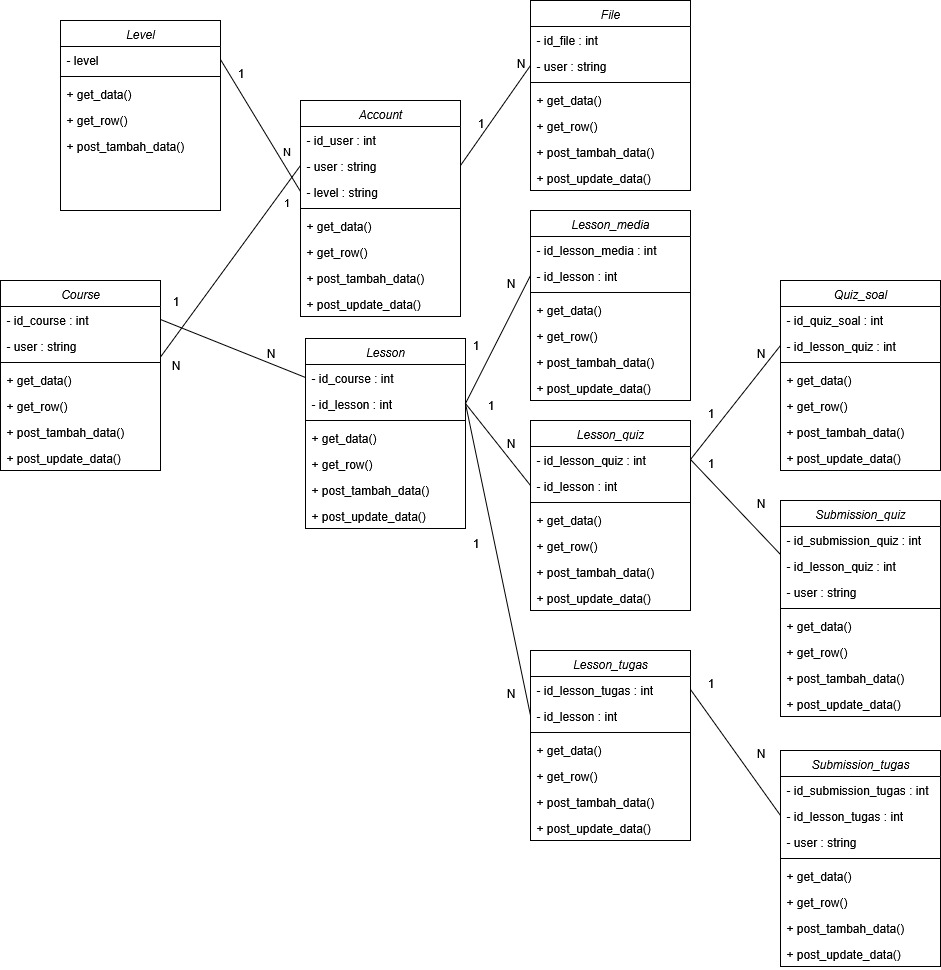 Level
- level
+ get_data()
+ get_row()
+ post_tambah_data()
1
N
Account
- id_user : int
- user : string
- level : string
+ get_data()
+ get_row()
+ post_tambah_data()
+ post_update_data()
1
N
1
File
- id_file : int
- user : string
+ get_data()
+ get_row()
+ post_tambah_data()
+ post_update_data()
Course
- id_course : int
- user : string
+ get_data()
+ get_row()
+ post_tambah_data()
+ post_update_data()
1
N
N
Lesson
- id_course : int
- id_lesson : int
+ get_data()
+ get_row()
+ post_tambah_data()
+ post_update_data()
1
N
1
N
1
N
Lesson_media
- id_lesson_media : int
- id_lesson : int
+ get_data()
+ get_row()
+ post_tambah_data()
+ post_update_data()
Lesson_quiz
- id_lesson_quiz : int
- id_lesson : int
+ get_data()
+ get_row()
+ post_tambah_data()
+ post_update_data()
1
N
1
N
Quiz_soal
- id_quiz_soal : int
- id_lesson_quiz : int
+ get_data()
+ get_row()
+ post_tambah_data()
+ post_update_data()
Submission_quiz
- id_submission_quiz : int
- id_lesson_quiz : int
- user : string
+ get_data()
+ get_row()
+ post_tambah_data()
+ post_update_data()
Lesson_tugas
- id_lesson_tugas : int
- id_lesson : int
+ get_data()
+ get_row()
+ post_tambah_data()
+ post_update_data()
1
N
Submission_tugas
- id_submission_tugas : int
- id_lesson_tugas : int
- user : string
+ get_data()
+ get_row()
+ post_tambah_data()
+ post_update_data()